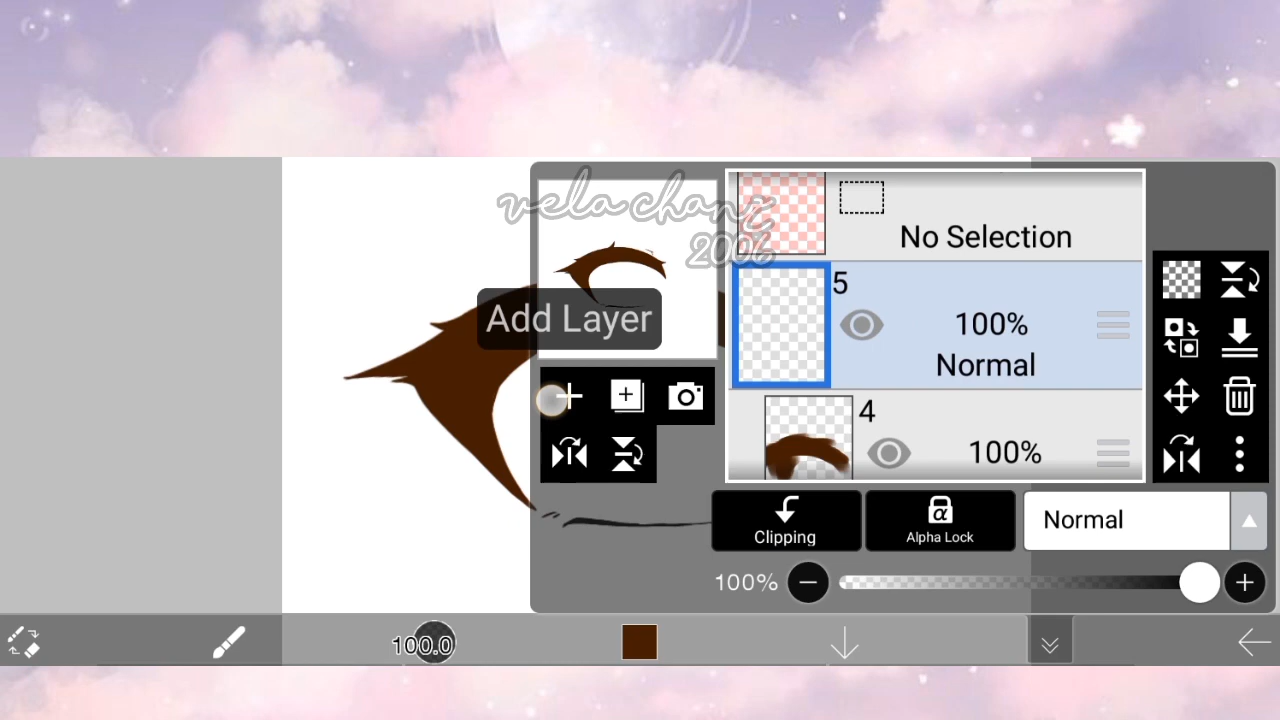 vela chanz
2006
No Selection
5
100%
Normal
Add Layer
4
100%
Clipping
α
Alpha Lock
Normal
100%
100.0